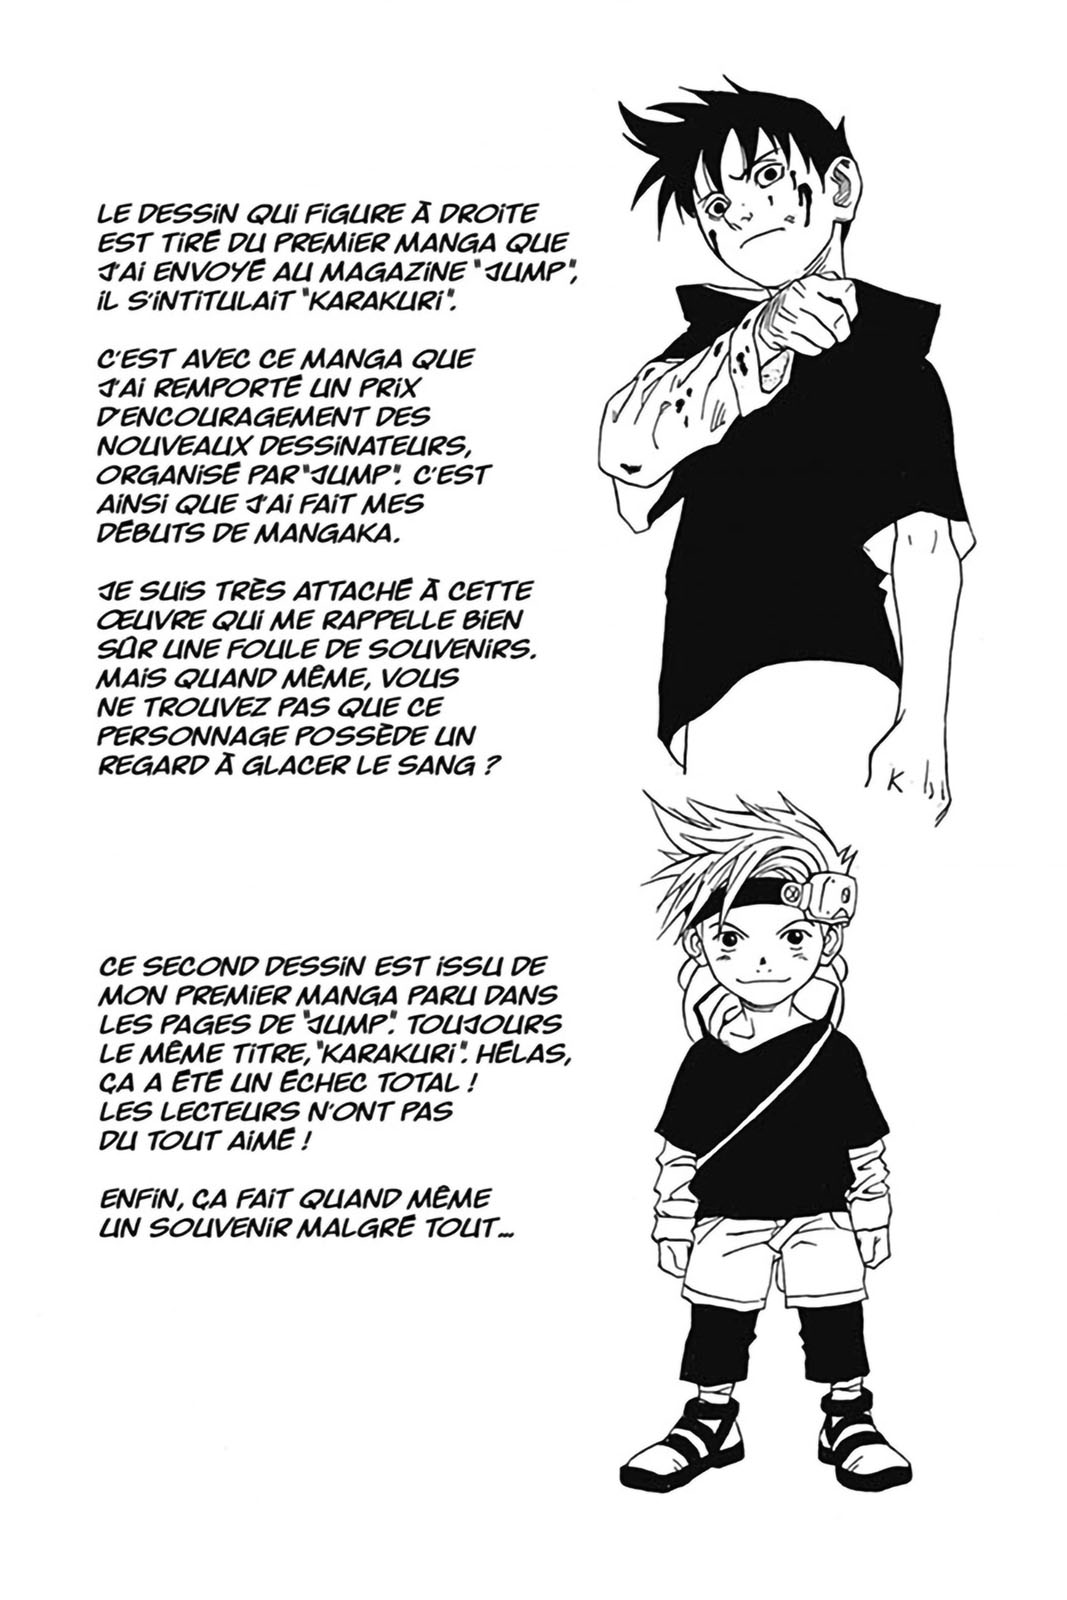 LE DESSIN QUI FIGURE À DROITE
EST TIRÉ DU PREMIER MANGA QUE
J'AI ENVOYÉ AU MAGAZINE "JUMP",
IL S'INTITULAIT "KARAKURI".
C'EST AVEC CE MANGA QUE
J'AI REMPORTÉ UN PRIX
D'ENCOURAGEMENT DES
NOUVEAUX DESSINATEURS,
ORGANISÉ PAR "JUMP". C'EST
AINSI QUE J'AI FAIT MES
DÉBUTS DE MANGAKA.
JE SUIS TRÈS ATTACHÉ À CETTE
ŒUVRE QUI ME RAPPELLE BIEN
SÛR UNE FOULE DE SOUVENIRS.
MAIS QUAND MÊME, VOUS
NE TROUVEZ PAS QUE CE
PERSONNAGE POSSÈDE UN
REGARD À GLACER LE SANG ?
K
CE SECOND DESSIN EST ISSU DE
MON PREMIER MANGA PARU DANS
LES PAGES DE "JUMP". TOUJOURS
LE MÊME TITRE, "KARAKURI". HÉLAS,
ÇA A ÉTÉ UN ÉCHEC TOTAL !
LES LECTEURS N'ONT PAS
DU TOUT AIMÉ !
ENFIN, ÇA FAIT QUAND MÊME
UN SOUVENIR MALGRÉ TOUT...